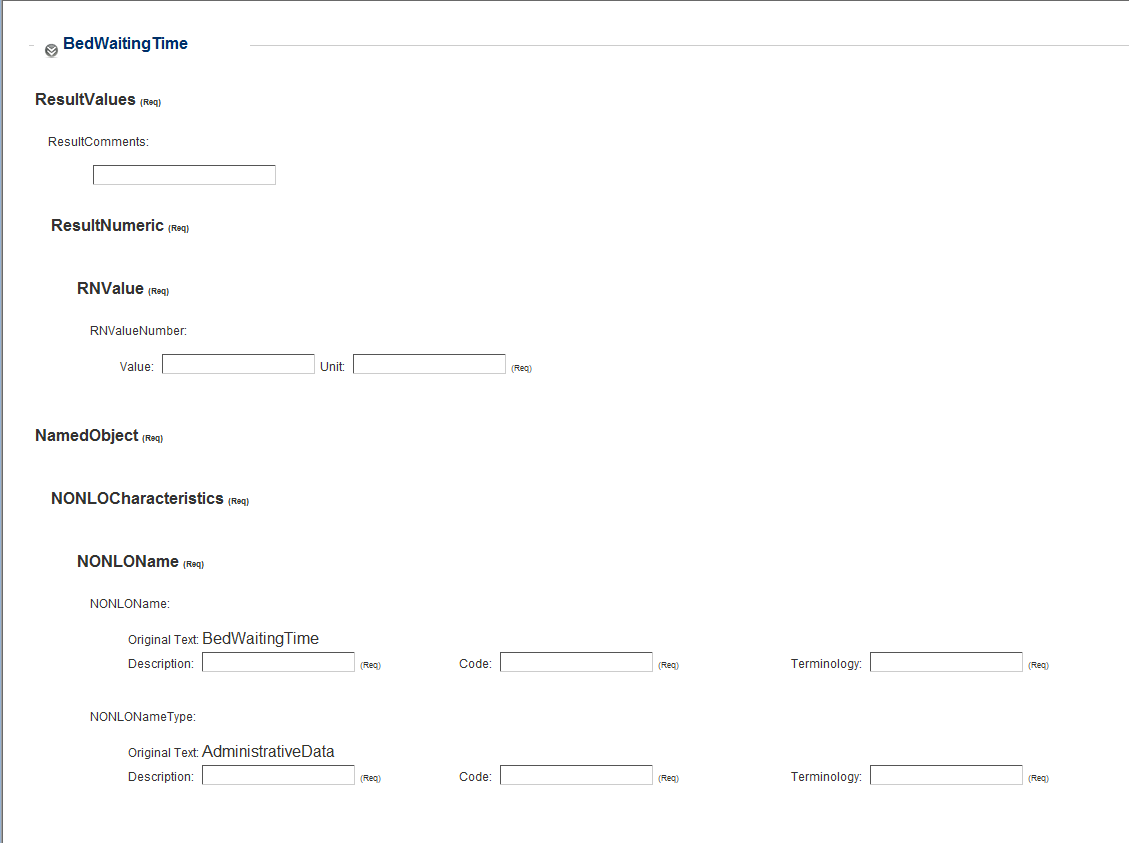 BedWaitingTime
ResultValues (Req)
ResultComments:
ResultNumeric (Req)
RNValue (Req)
RNValueNumber:
Value: Unit: (Req)
NamedObject (Req)
NONLOCharacteristics (Req)
NONLOName (Req)
NONLOName:
Original Text: BedWaitingTime
Description: (Req) Code: (Req) Terminology: (Req)
NONLONameType:
Original Text: AdministrativeData
Description: (Req) Code: (Req) Terminology: (Req)